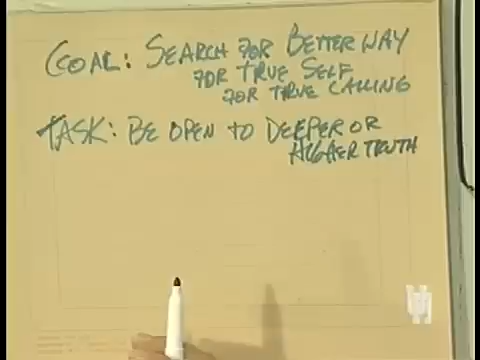 GOAL: SEARCH FOR BETTER WAY
FOR TRUE SELF
FOR TRUE CALLING
TASK: BE OPEN TO DEEPER OR
HIGHER TRUTH